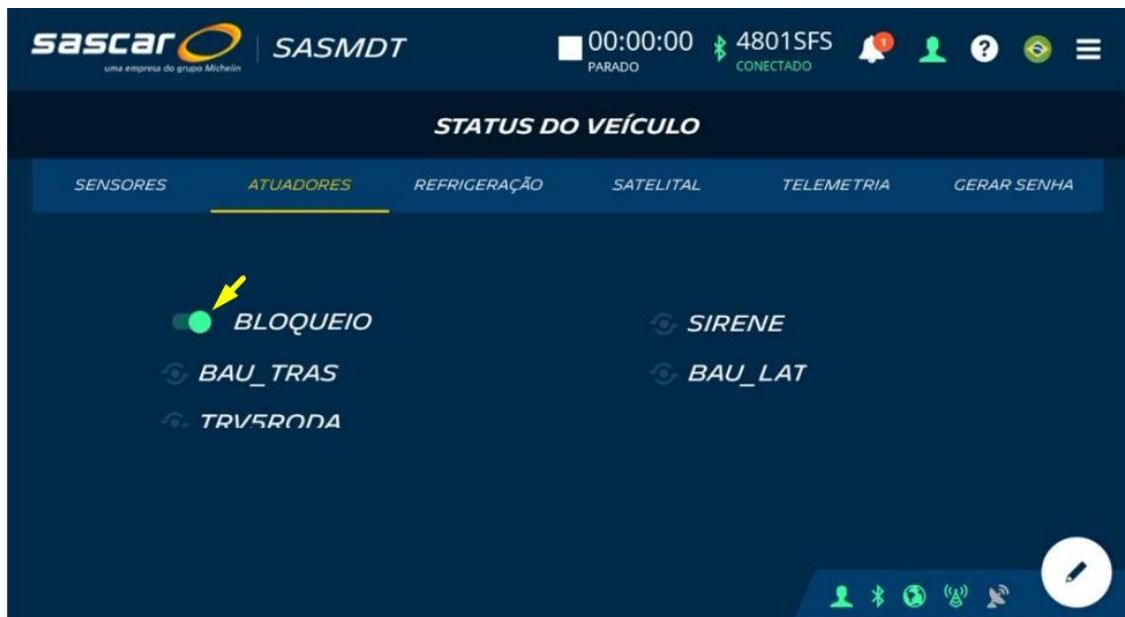 sascar
uma empresa do grupo Michelin
SASMDT
00:00:00
PARADO
4801SFS
CONECTADO
1
?
STATUS DO VEÍCULO
SENSORES ATUADORES REFRIGERAÇÃO SATELITAL TELEMETRIA GERAR SENHA
BLOQUEIO SIRENE
BAU_TRAS BAU_LAT
TRV5RODA